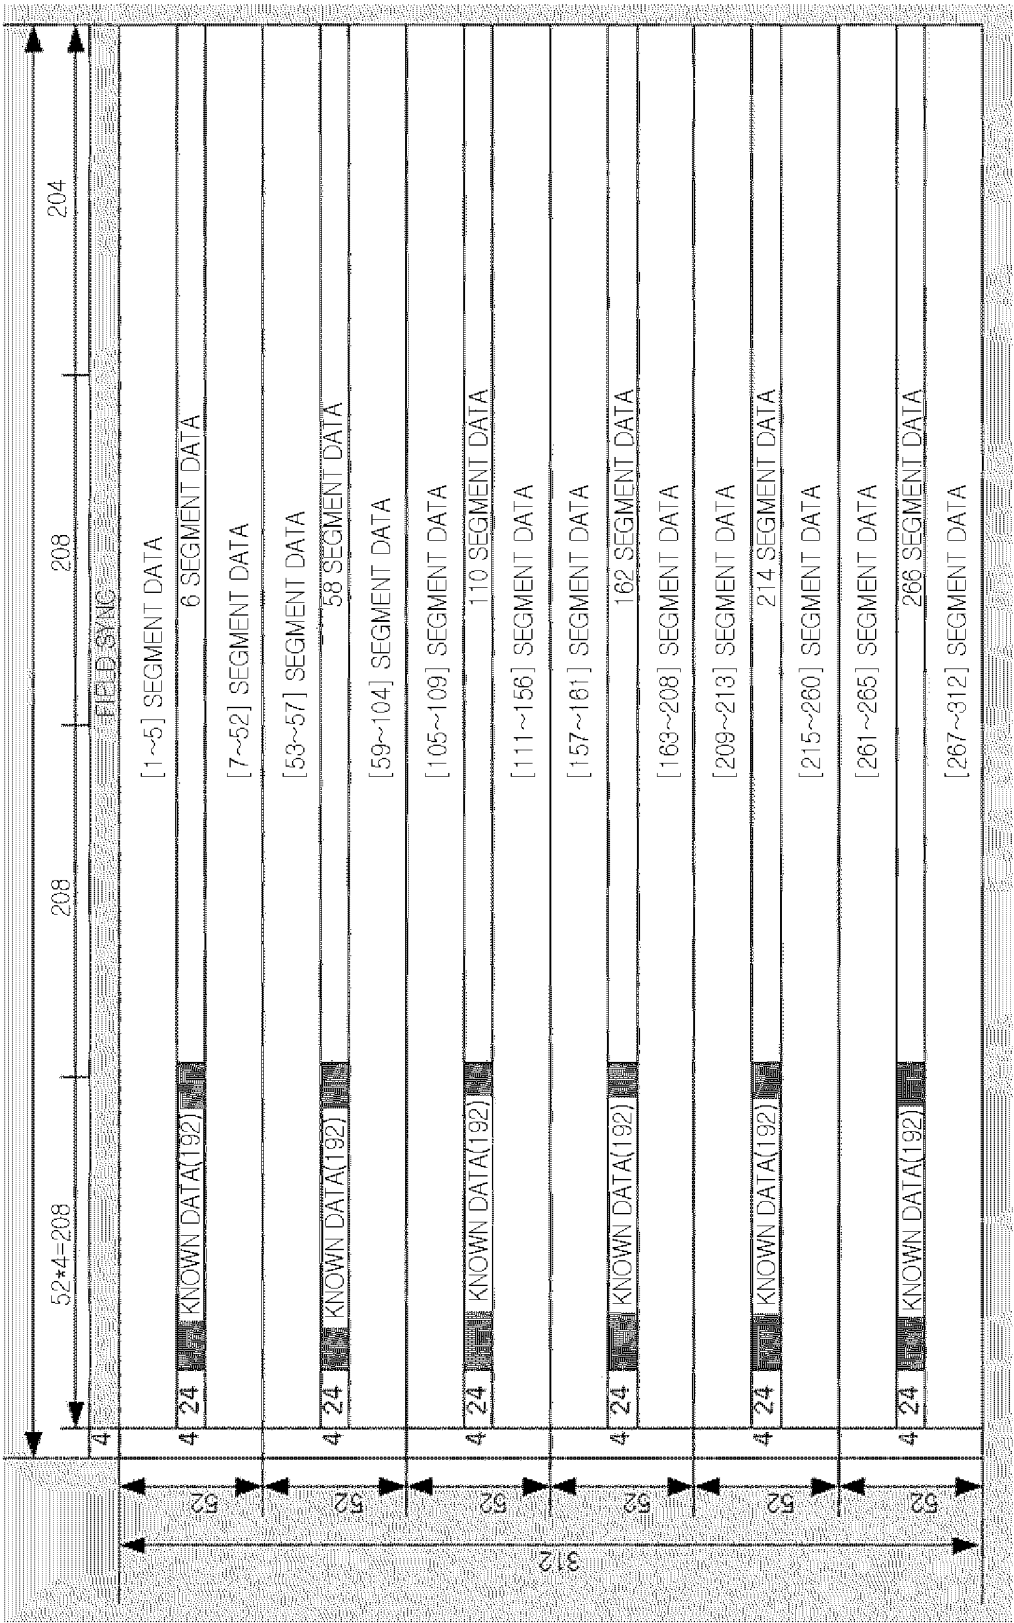 52*4=208 208 208 204
4 FIELD SYNC
[1~5] SEGMENT DATA
4 24 KNOWN DATA(192) 6 SEGMENT DATA
[7~52] SEGMENT DATA
52
[53~57] SEGMENT DATA
4 24 KNOWN DATA(192) 58 SEGMENT DATA
[59~104] SEGMENT DATA
52
[105~109] SEGMENT DATA
4 24 KNOWN DATA(192) 110 SEGMENT DATA
[111~156] SEGMENT DATA
52
[157~161] SEGMENT DATA
4 24 KNOWN DATA(192) 162 SEGMENT DATA
[163~208] SEGMENT DATA
52
[209~213] SEGMENT DATA
4 24 KNOWN DATA(192) 214 SEGMENT DATA
[215~260] SEGMENT DATA
52
[261~265] SEGMENT DATA
4 24 KNOWN DATA(192) 266 SEGMENT DATA
[267~312] SEGMENT DATA
52
312